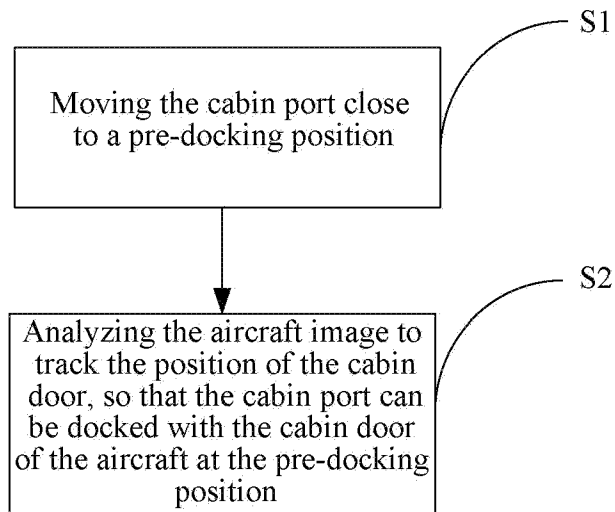 S1
Moving the cabin port close
to a pre-docking position
S2
Analyzing the aircraft image to
track the position of the cabin
door, so that the cabin port can
be docked with the cabin door
of the aircraft at the pre-docking
position